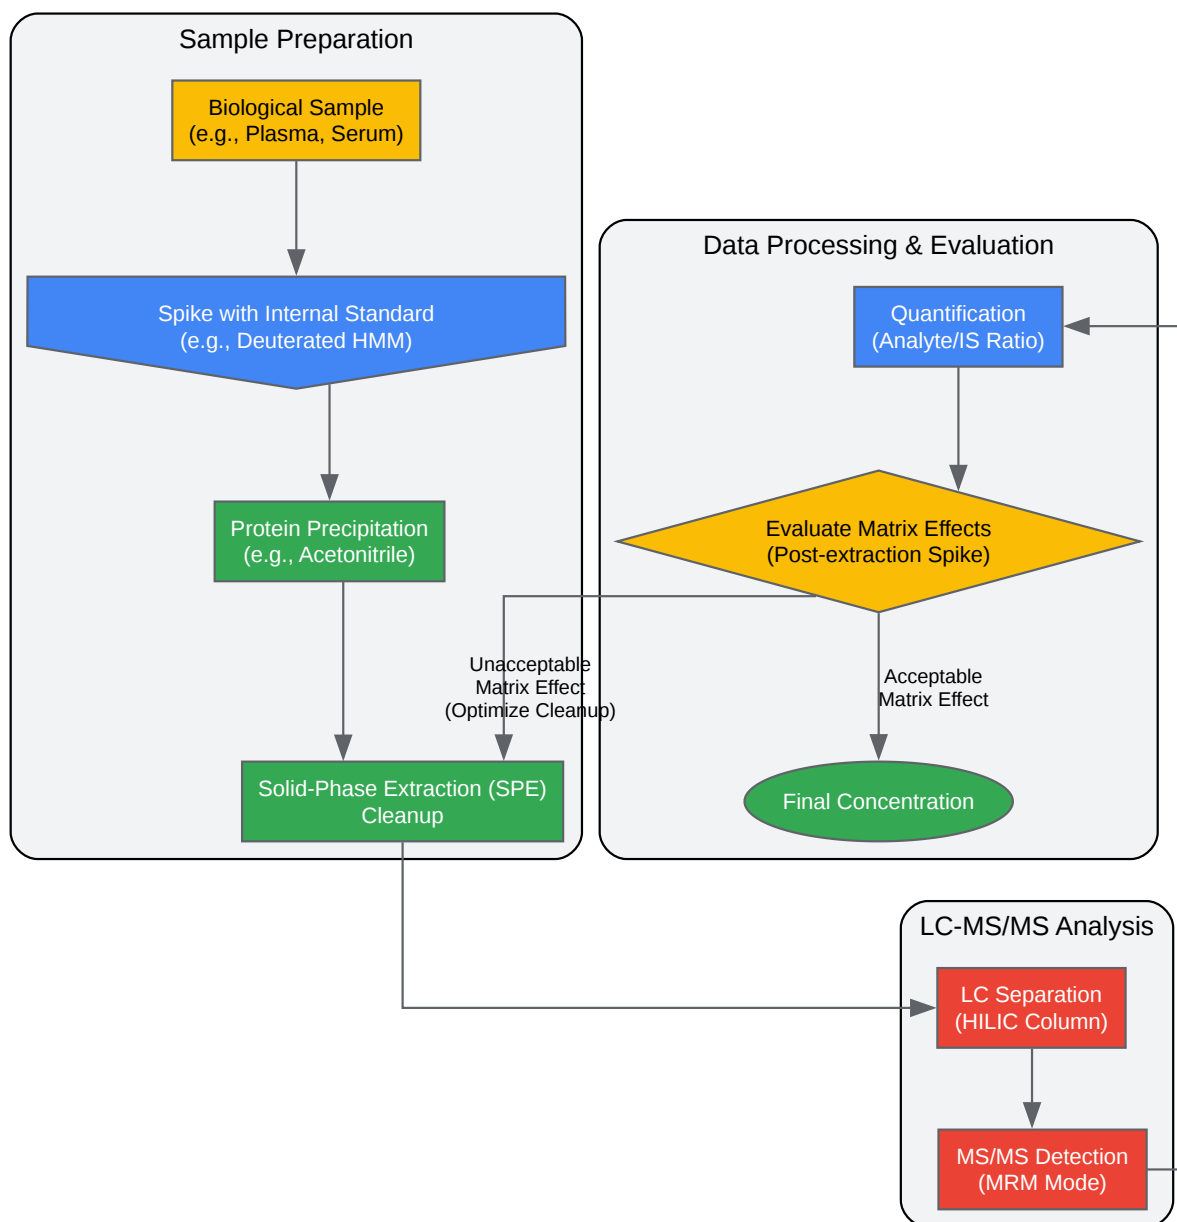 Sample Preparation
Biological Sample
(e.g., Plasma, Serum)
Spike with Internal Standard
(e.g., Deuterated HMM)
Protein Precipitation
(e.g., Acetonitrile)
Solid-Phase Extraction (SPE)
Cleanup
Data Processing & Evaluation
Quantification
(Analyte/IS Ratio)
Evaluate Matrix Effects
(Post-extraction Spike)
Unacceptable
Matrix Effect
(Optimize Cleanup)
Acceptable
Matrix Effect
Final Concentration
LC-MS/MS Analysis
LC Separation
(HILIC Column)
MS/MS Detection
(MRM Mode)